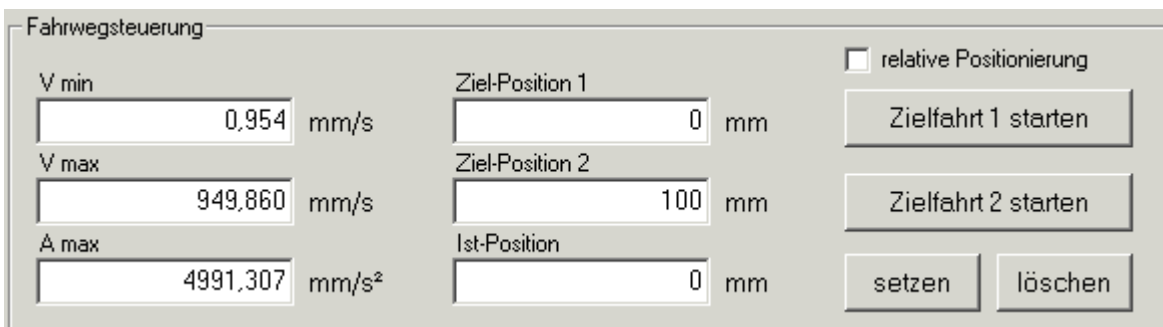 Fahrwegsteuerung
relative Positionierung
V min
Ziel-Position 1
0,954 mm/s
0 mm
Zielfahrt 1 starten
V max
Ziel-Position 2
949,860 mm/s
100 mm
Zielfahrt 2 starten
A max
Ist-Position
4991,307 mm/s²
0 mm
setzen
löschen